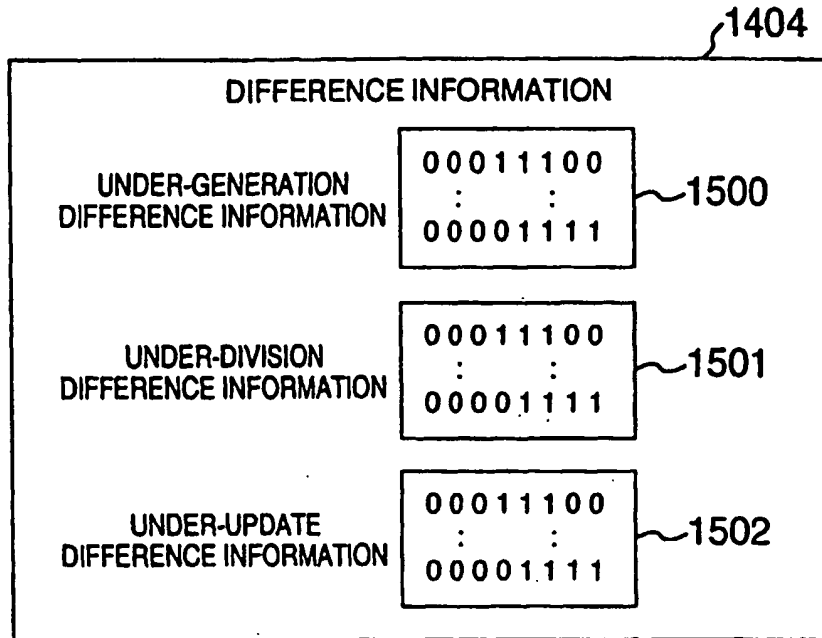 1404
DIFFERENCE INFORMATION
UNDER-GENERATION
DIFFERENCE INFORMATION
00011100
: :
00001111
1500
UNDER-DIVISION
DIFFERENCE INFORMATION
00011100
: :
00001111
1501
UNDER-UPDATE
DIFFERENCE INFORMATION
00011100
: :
00001111
1502